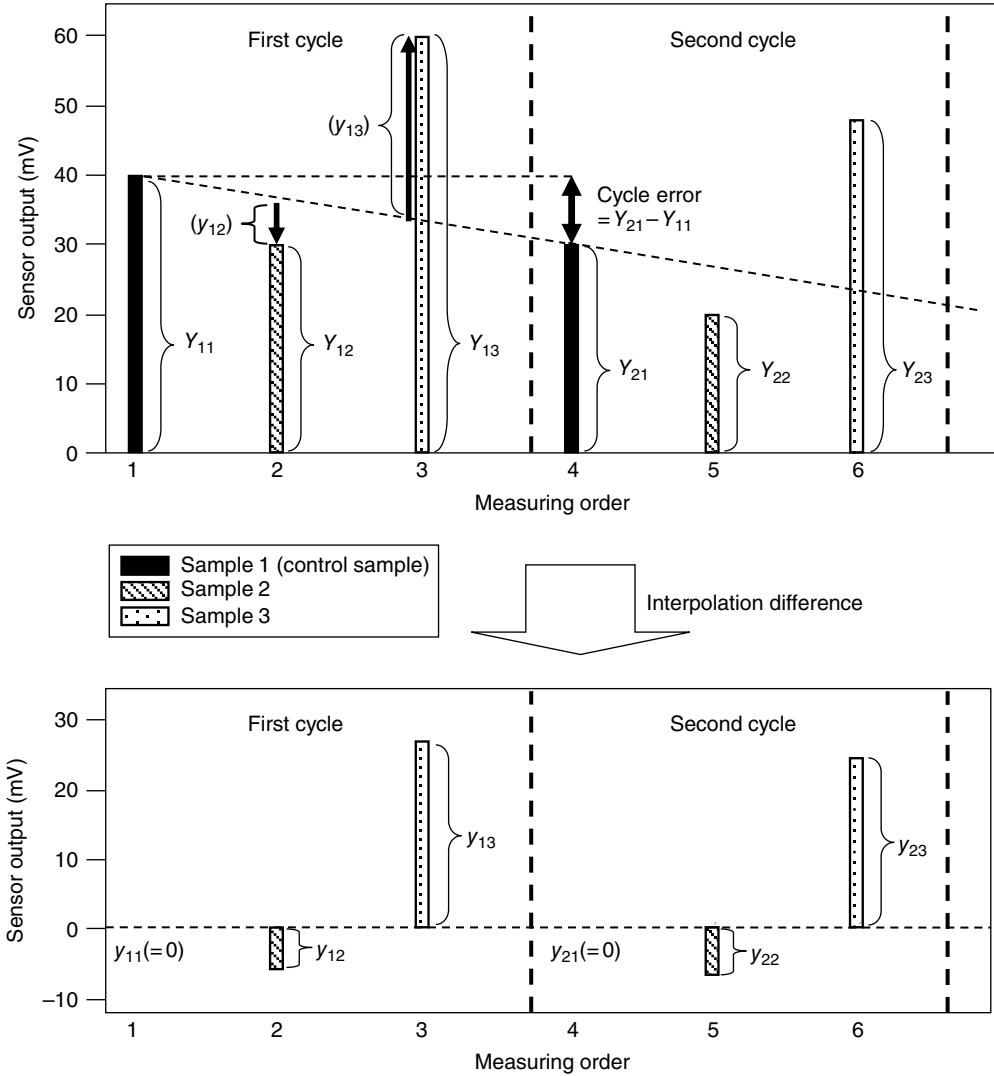 First cycle
Second cycle
Sensor output (mV)
60
50
40
30
20
10
0
(y13)
(y12)
Cycle error
= Y21 – Y11
Y11
Y12
Y13
Y21
Y22
Y23
1 2 3 4 5 6
Measuring order
Sample 1 (control sample)
Sample 2
Sample 3
Interpolation difference
First cycle
Second cycle
Sensor output (mV)
30
20
10
0
–10
y13
y23
y11(= 0)
y12
y21(= 0)
y22
1 2 3 4 5 6
Measuring order